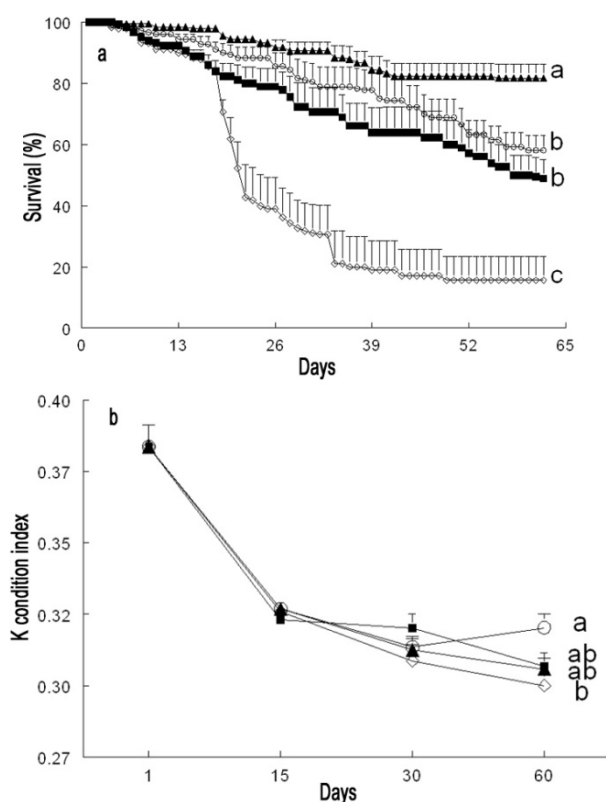 100
80
60
40
20
0
Survival (%)
a
a
b
b
c
0 13 26 39 52 65
Days
0.40
0.37
0.35
0.32
0.30
0.27
K condition index
b
a
ab
ab
b
1 15 30 60
Days